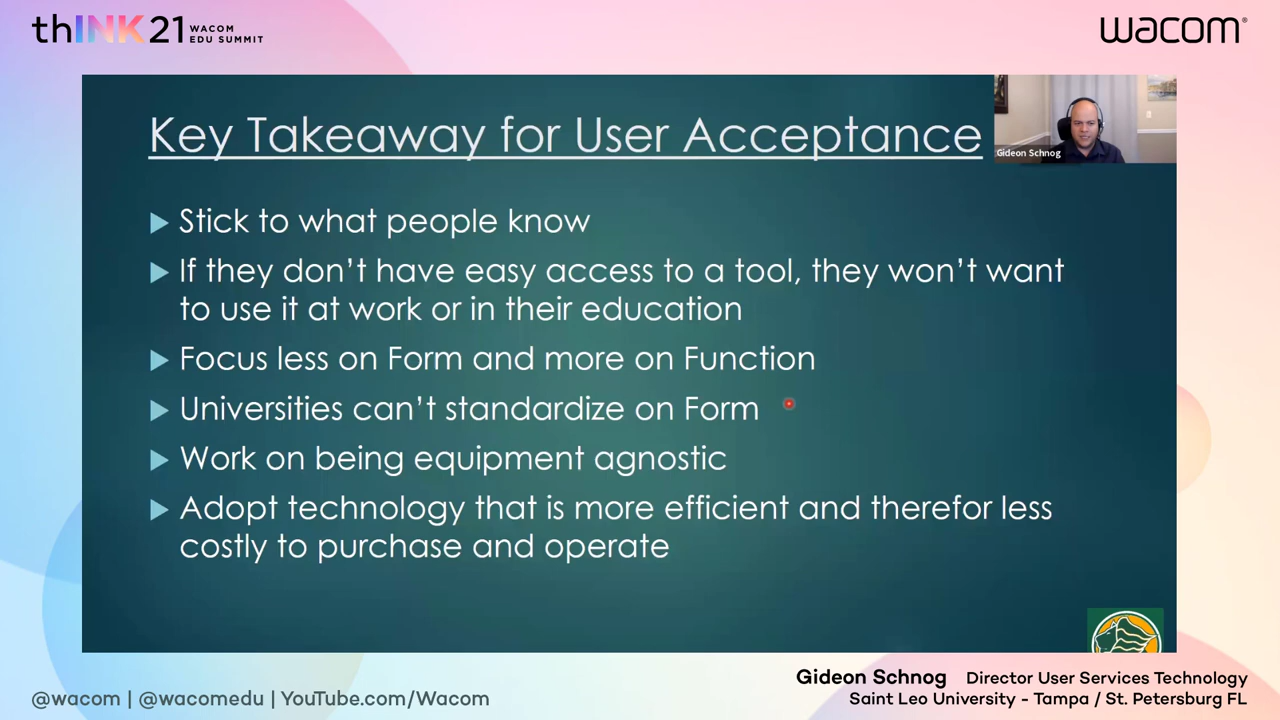 thINK21 WACOM
EDU SUMMIT
wacom®
Key Takeaway for User Acceptance
Gideon Schnog
Stick to what people know
If they don't have easy access to a tool, they won't want
to use it at work or in their education
Focus less on Form and more on Function
Universities can't standardize on Form
Work on being equipment agnostic
Adopt technology that is more efficient and therefor less
costly to purchase and operate
Gideon Schnog Director User Services Technology
@wacom | @wacomedu | YouTube.com/Wacom
Saint Leo University - Tampa / St. Petersburg FL